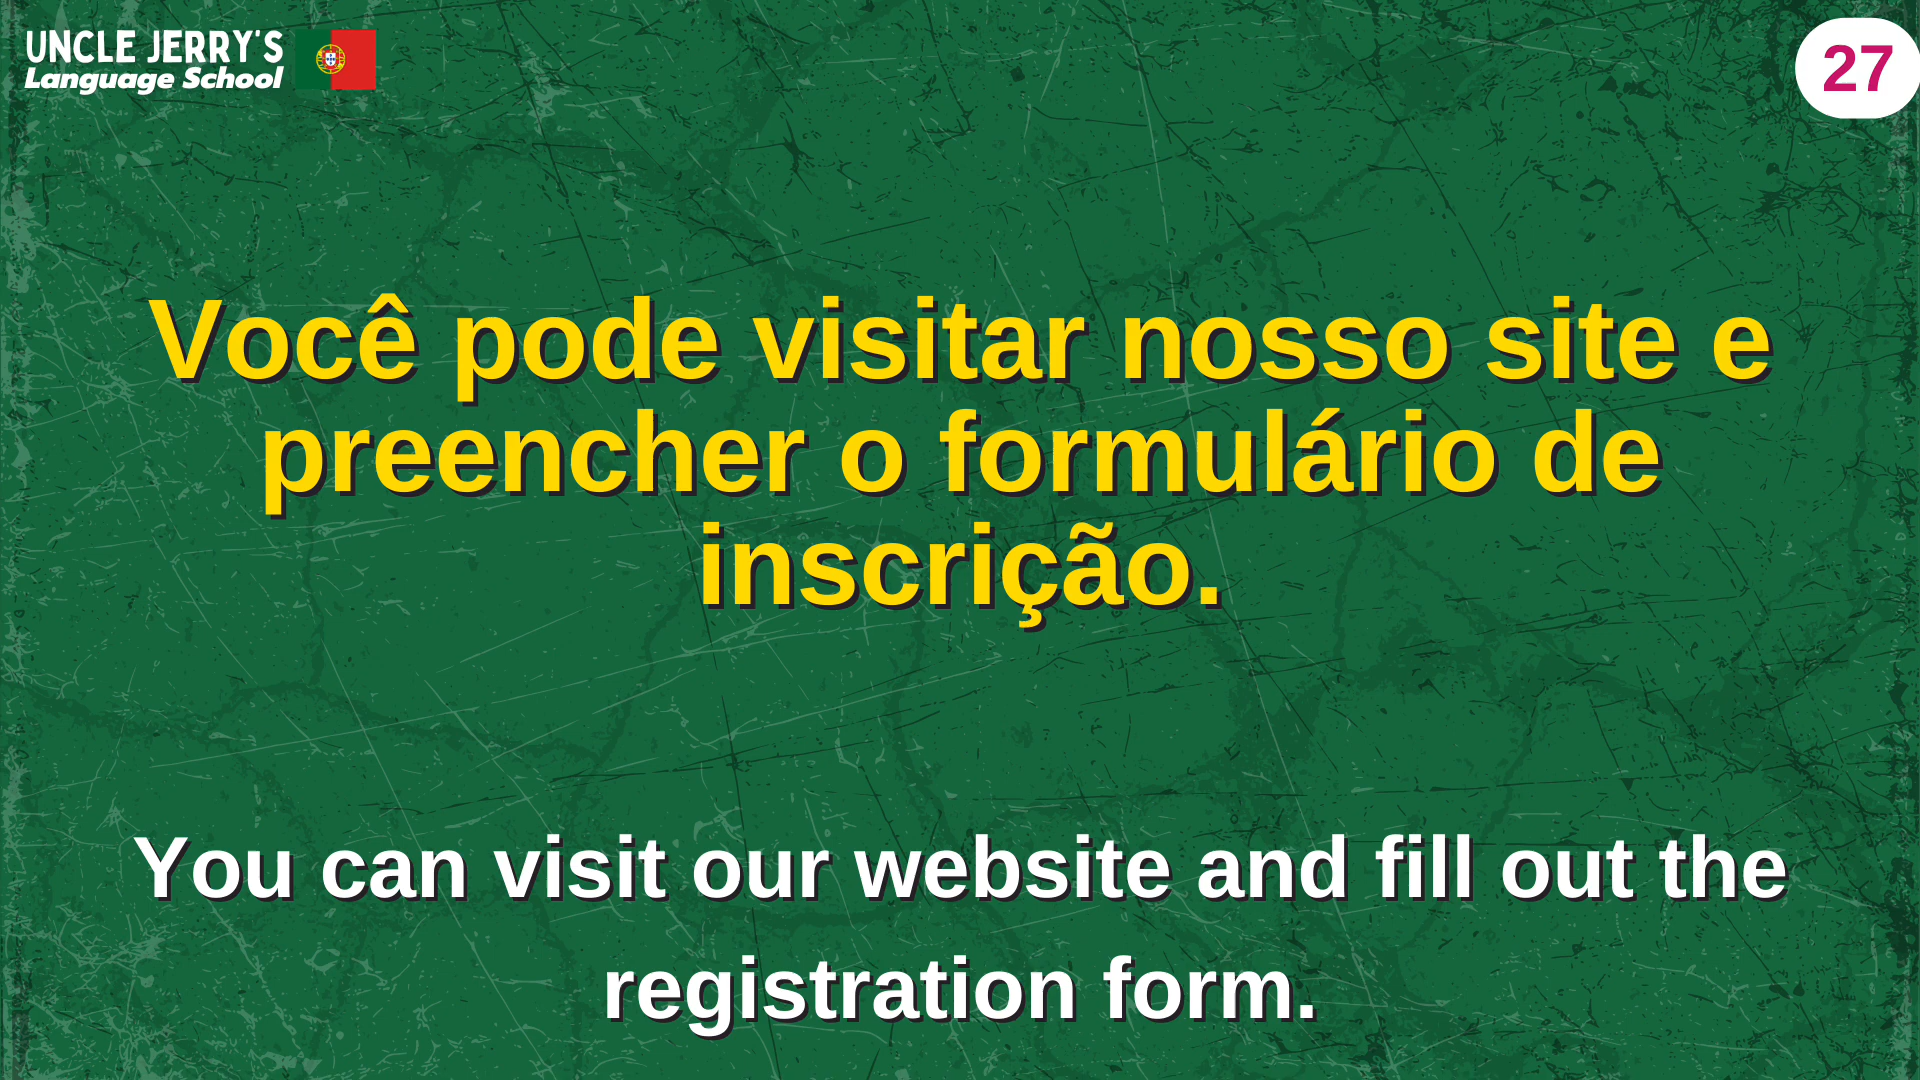 UNCLE JERRY'S
Language School
27
Você pode visitar nosso site e
preencher o formulário de
inscrição.
You can visit our website and fill out the
registration form.